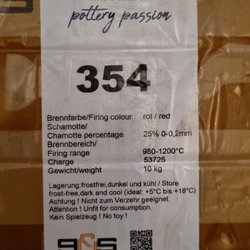 pottery passion
354
Brennfarbe/Firing colour rot / red
Schamotte/
Chamotte percentage 25% 0-0,2mm
Brennbereich/
Firing range 980-1200°C
Charge 53725
Gewicht/weight 10 kg
Lagerung:frostfrei,dunkel und kühl / Store
frost-free,dark and cool (ideal: +5°C bis +18°C)
Achtung ! Nicht zum Verzehr geeignet
Attention ! Unfit for consumption.
Kein Spielzeug ! No toy !